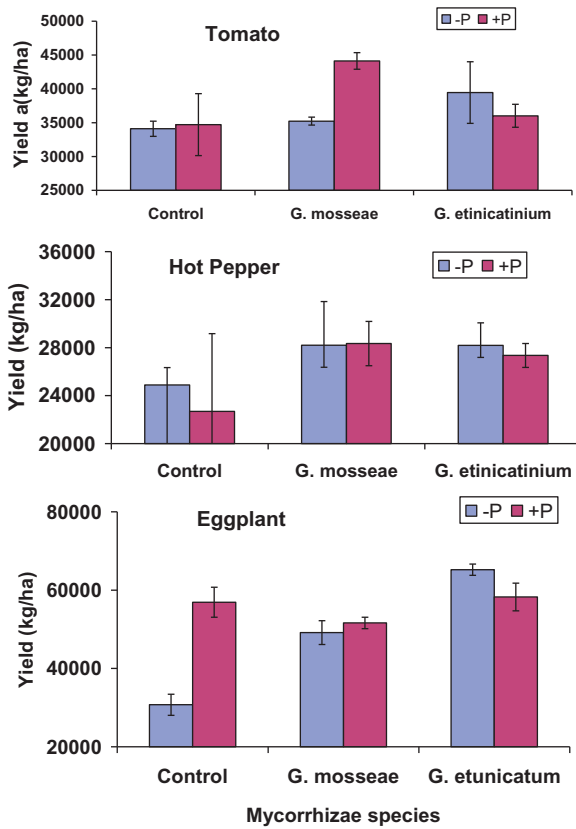 Tomato
-P +P
Yield a(kg/ha)
50000
45000
40000
35000
30000
25000
Control G. mosseae G. etinicatinium
Hot Pepper
-P +P
Yield (kg/ha)
36000
32000
28000
24000
20000
Control G. mosseae G. etinicatinium
Eggplant
-P +P
Yield (kg/ha)
80000
60000
40000
20000
Control G. mosseae G. etunicatum
Mycorrhizae species